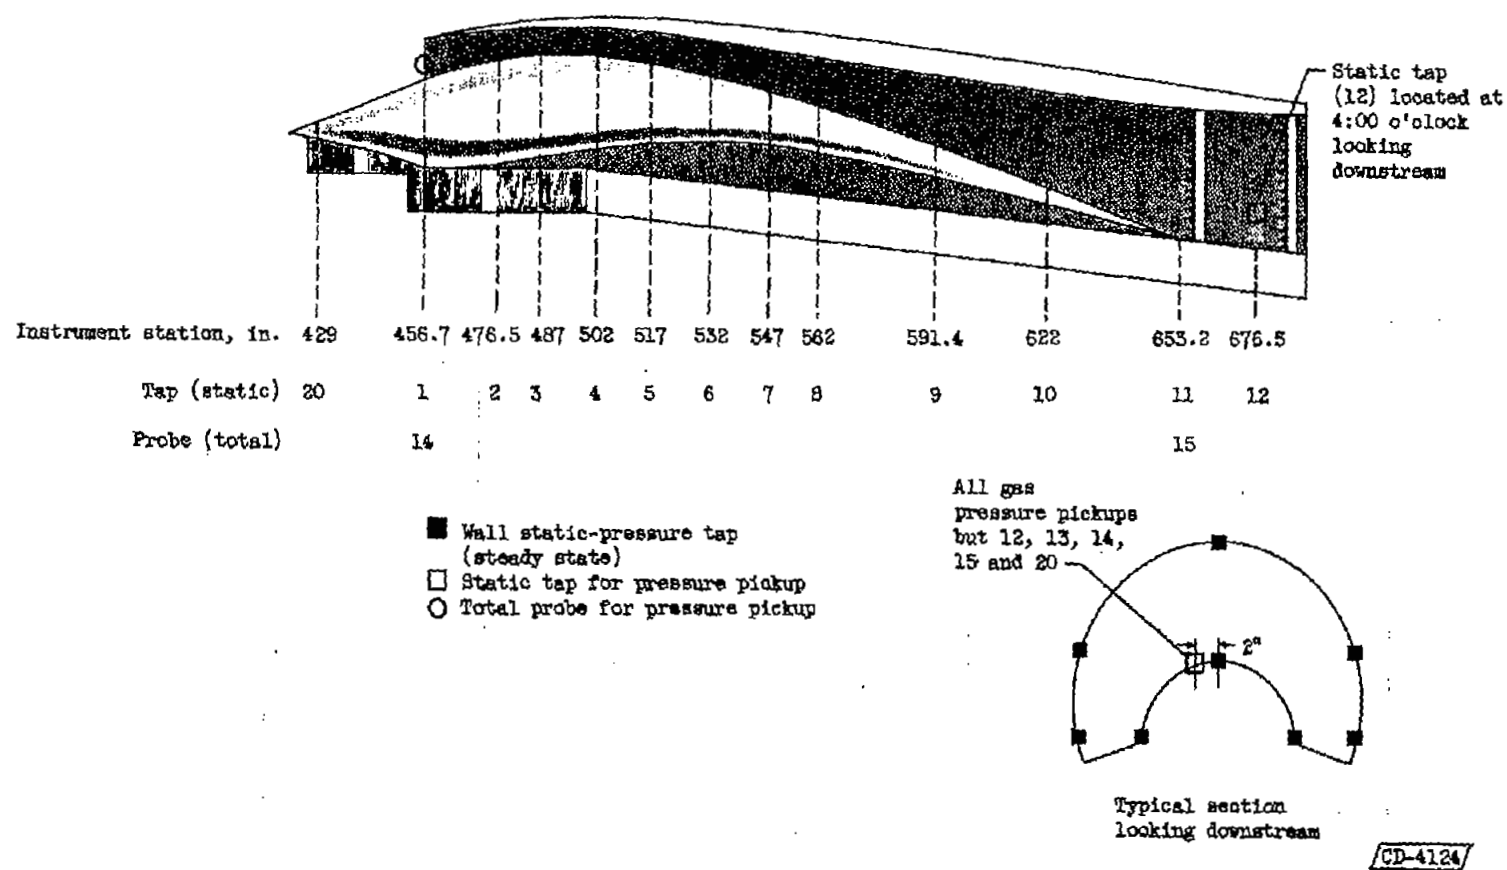 Static tap
(12) located at
4:00 o'clock
looking
downstream
Instrument station, in. 429 456.7 476.5 487 502 517 532 547 562 591.4 622 653.2 676.5
Tap (static) 20 1 2 3 4 5 6 7 8 9 10 11 12
Probe (total) 14 15
All gas
pressure pickups
but 12, 13, 14,
15 and 20
Wall static-pressure tap
(steady state)
Static tap for pressure pickup
Total probe for pressure pickup
2"
Typical section
looking downstream
CD-4124